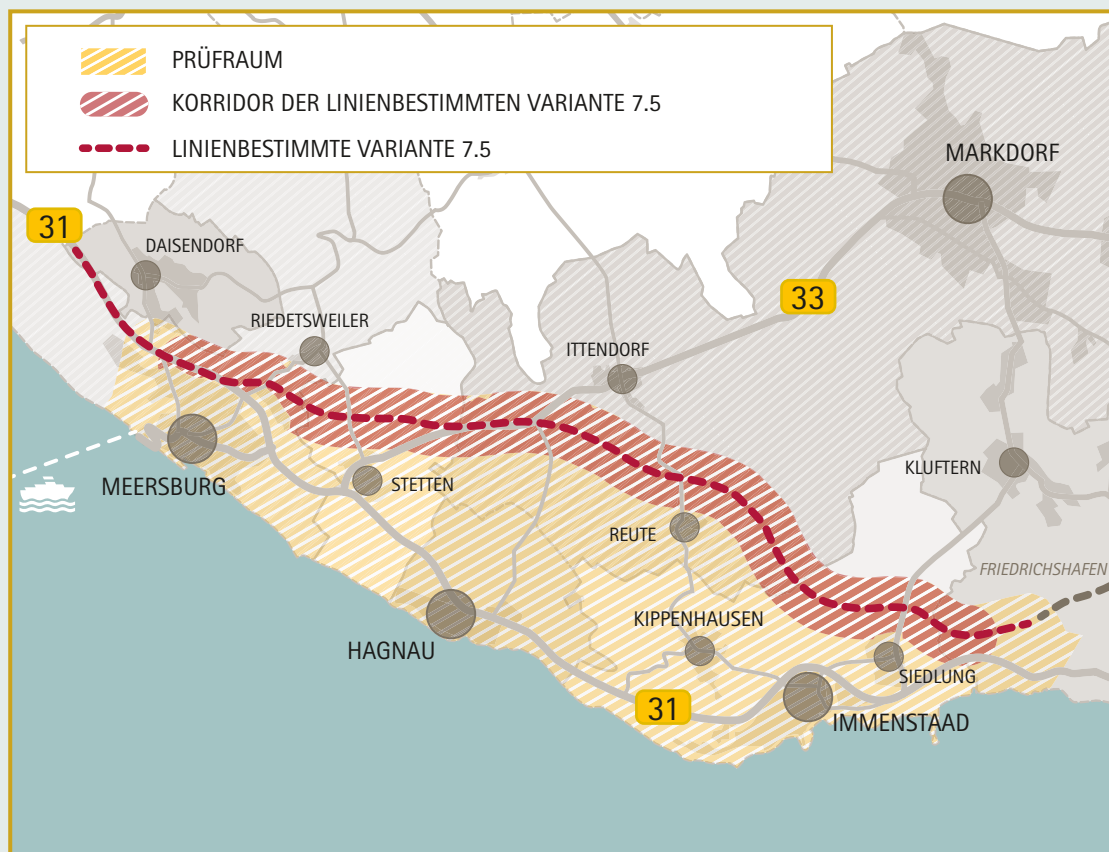 PRÜFRAUM
KORRIDOR DER LINIENBESTIMMTEN VARIANTE 7.5
LINIENBESTIMMTE VARIANTE 7.5
MARKDORF
31
DAISENDORF
33
RIEDETSWEILER
ITTENDORF
KLUFTERN
MEERSBURG
STETTEN
REUTE
FRIEDRICHSHAFEN
KIPPENHAUSEN
HAGNAU
SIEDLUNG
31
IMMENSTAAD